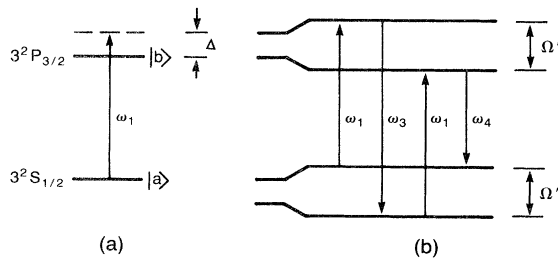 3²P₃/₂
|b⟩
Δ
ω₁
3²S₁/₂
|a⟩
(a)
ω₁
ω₃
ω₁
ω₄
Ω'
Ω'
(b)